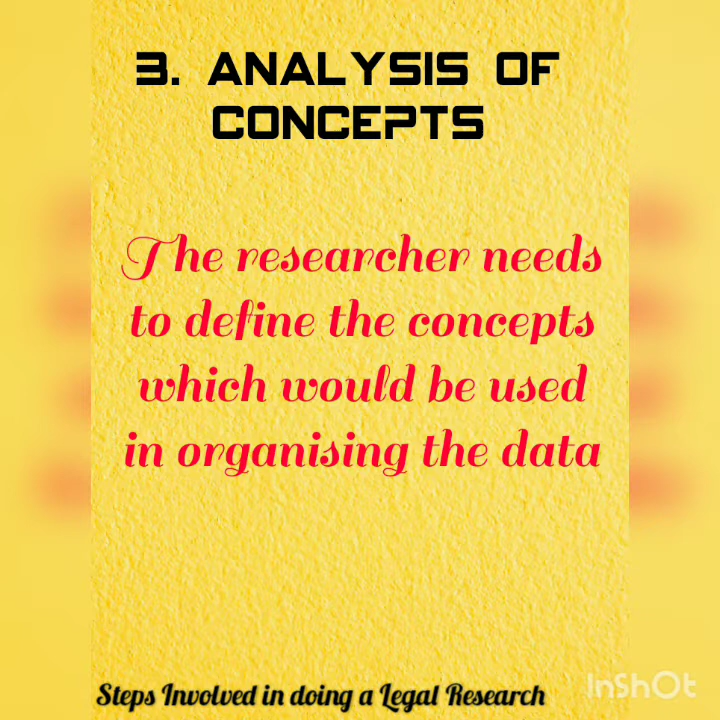 3. ANALYSIS OF
CONCEPTS
The researcher needs
to define the concepts
which would be used
in organising the data
Steps Involved in doing a Legal Research
InShOt